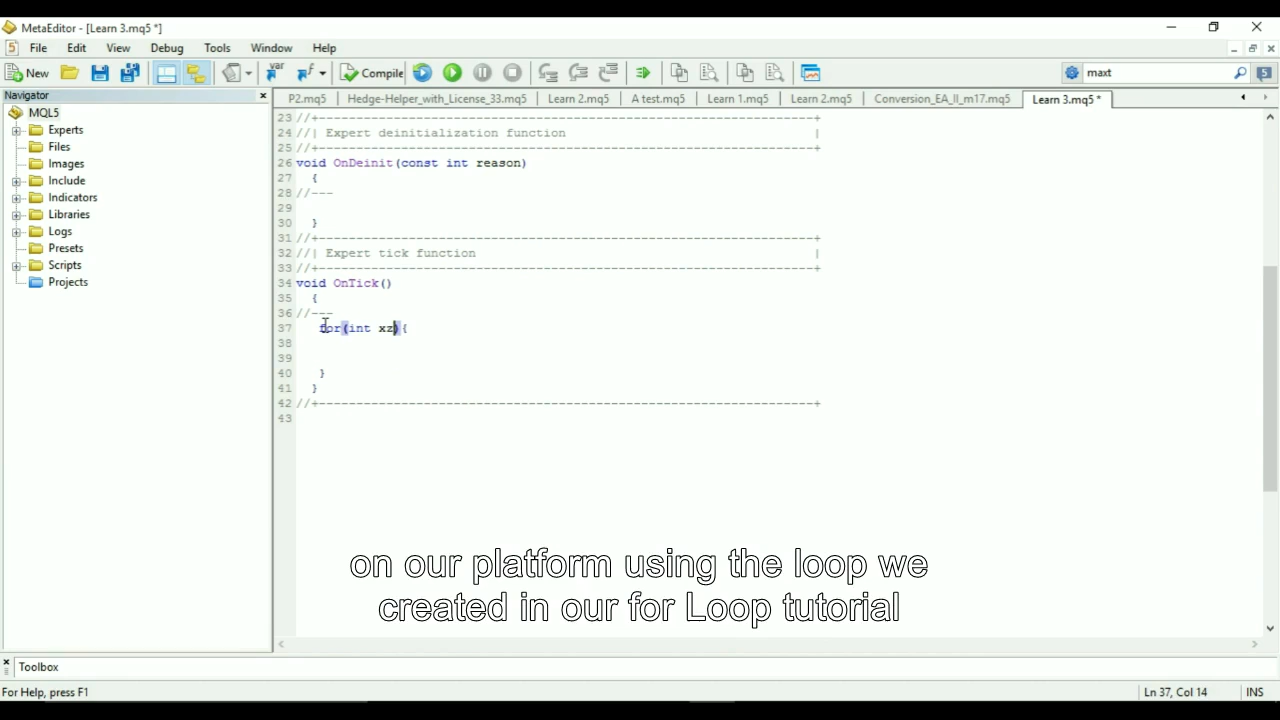 MetaEditor - [Learn 3.mq5 *]
File Edit View Debug Tools Window Help
New Compile maxt 5
Navigator
P2.mq5 Hedge-Helper_with_License_33.mq5 Learn 2.mq5 A test.mq5 Learn 1.mq5 Learn 2.mq5 Conversion_EA_II_m17.mq5 Learn 3.mq5 *
MQL5
Experts
Files
Images
Include
Indicators
Libraries
Logs
Presets
Scripts
Projects
23 //+------------------------------------------------------------------+
24 //| Expert deinitialization function |
25 //+------------------------------------------------------------------+
26 void OnDeinit(const int reason)
27 {
28 //---
29
30 }
31 //+------------------------------------------------------------------+
32 //| Expert tick function |
33 //+------------------------------------------------------------------+
34 void OnTick()
35 {
36 //---
37 for(int xz){
38
39
40 }
41 }
42 //+------------------------------------------------------------------+
43
on our platform using the loop we
created in our for Loop tutorial
Toolbox
For Help, press F1 Ln 37, Col 14 INS